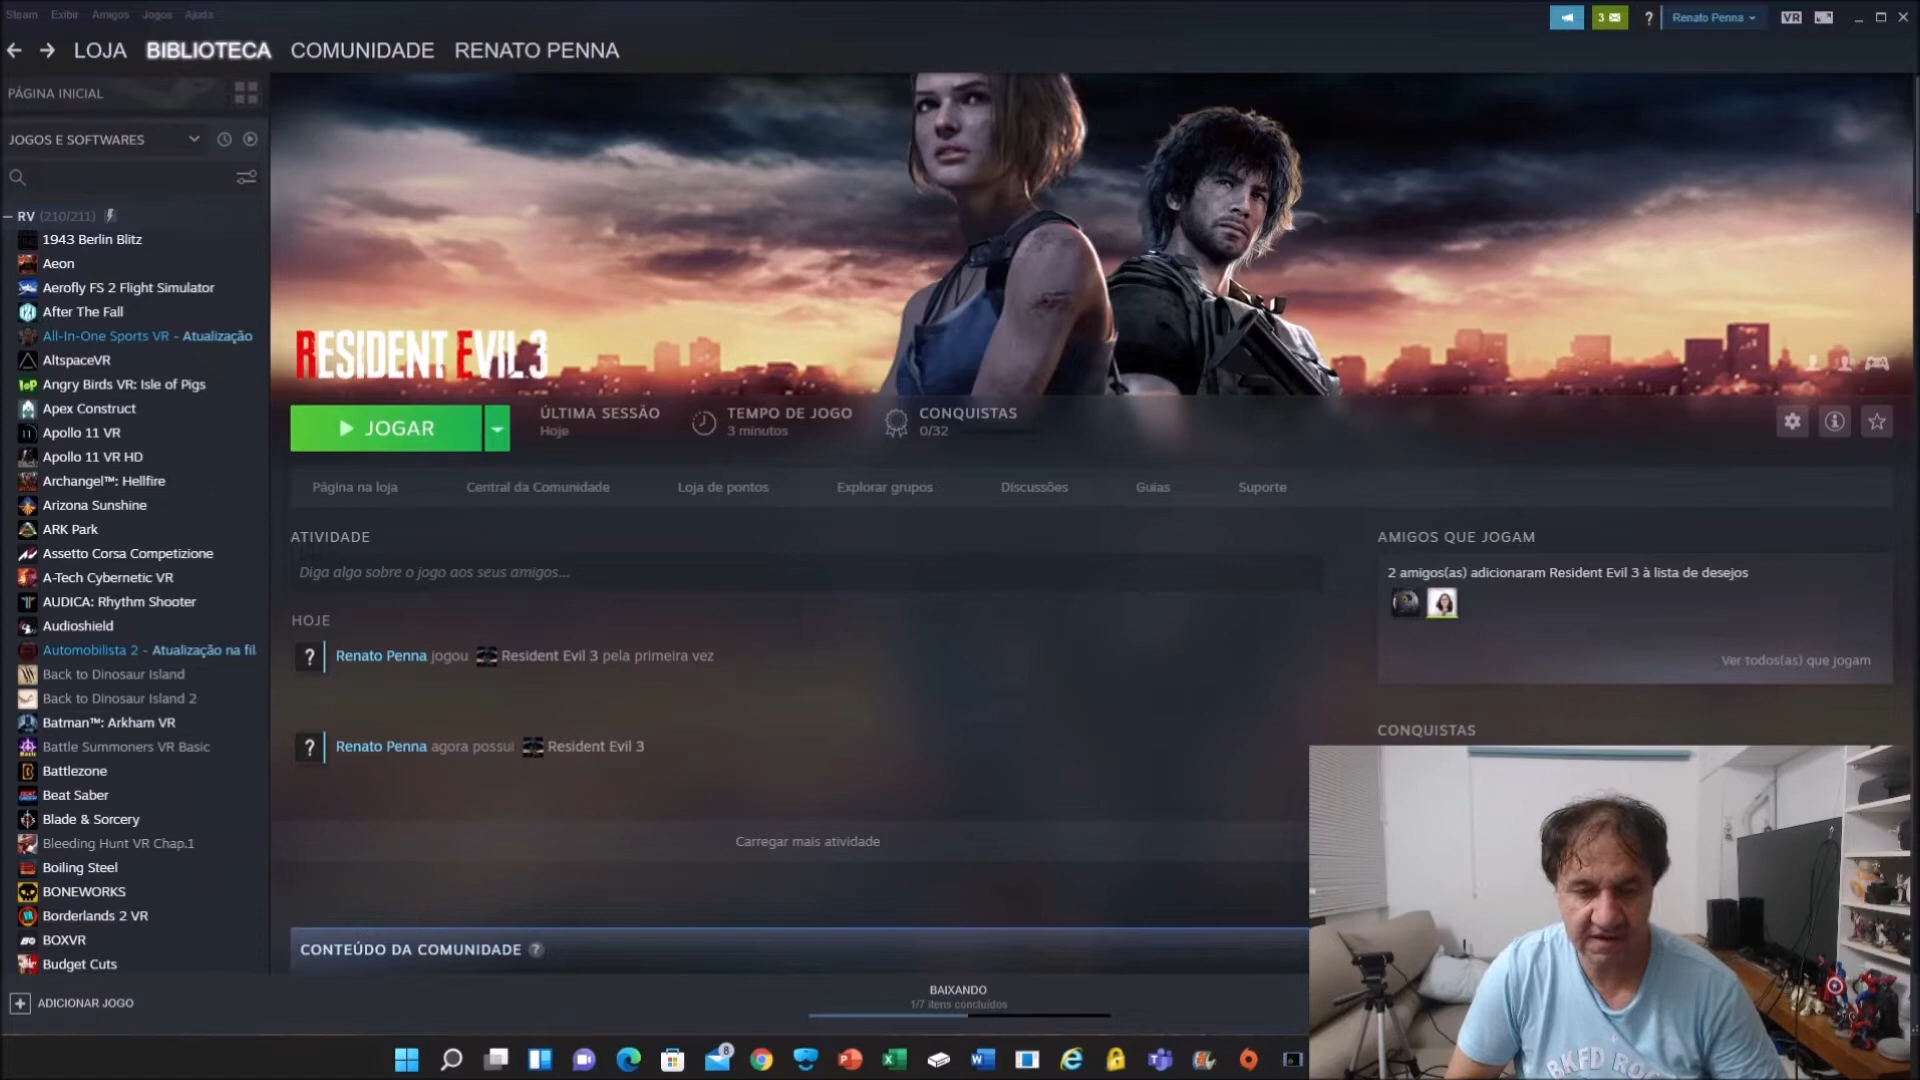 Steam Exibir Amigos Jogos Ajuda
3 ? Renato Penna VR
LOJA BIBLIOTECA COMUNIDADE RENATO PENNA
PÁGINA INICIAL
JOGOS E SOFTWARES
RV (210/211)
1943 Berlin Blitz
Aeon
Aerofly FS 2 Flight Simulator
After The Fall
All-In-One Sports VR - Atualização
AltspaceVR
Angry Birds VR: Isle of Pigs
Apex Construct
Apollo 11 VR
Apollo 11 VR HD
Archangel™: Hellfire
Arizona Sunshine
ARK Park
Assetto Corsa Competizione
A-Tech Cybernetic VR
AUDICA: Rhythm Shooter
Audioshield
Automobilista 2 - Atualização na fil
Back to Dinosaur Island
Back to Dinosaur Island 2
Batman™: Arkham VR
Battle Summoners VR Basic
Battlezone
Beat Saber
Blade & Sorcery
Bleeding Hunt VR Chap.1
Boiling Steel
BONEWORKS
Borderlands 2 VR
BOXVR
Budget Cuts
ADICIONAR JOGO
RESIDENT EVIL 3
JOGAR
ÚLTIMA SESSÃO
Hoje
TEMPO DE JOGO
3 minutos
CONQUISTAS
0/32
Página na loja Central da Comunidade Loja de pontos Explorar grupos Discussões Guias Suporte
ATIVIDADE
Diga algo sobre o jogo aos seus amigos...
HOJE
? Renato Penna jogou Resident Evil 3 pela primeira vez
? Renato Penna agora possui Resident Evil 3
Carregar mais atividade
CONTEÚDO DA COMUNIDADE ?
AMIGOS QUE JOGAM
2 amigos(as) adicionaram Resident Evil 3 à lista de desejos
Ver todos(as) que jogam
CONQUISTAS
BAIXANDO
1/7 itens concluídos
8
BKFD